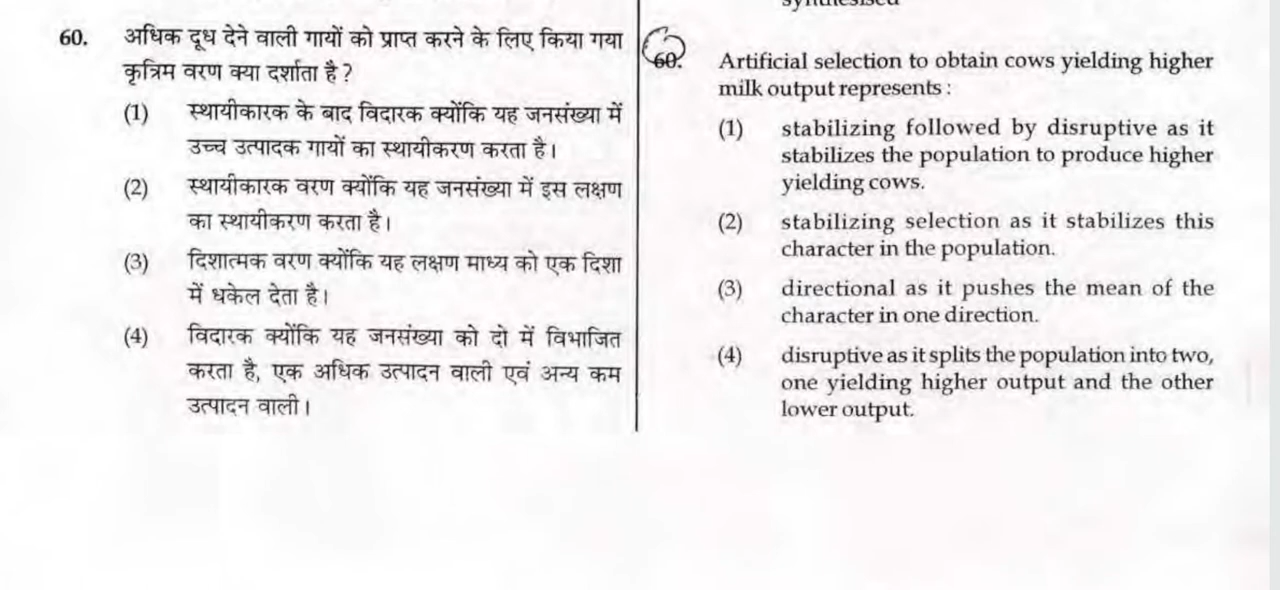 60. अधिक दूध देने वाली गायों को प्राप्त करने के लिए किया गया
कृत्रिम वरण क्या दर्शाता है ?
(1) स्थायीकारक के बाद विदारक क्योंकि यह जनसंख्या में
उच्च उत्पादक गायों का स्थायीकरण करता है।
(2) स्थायीकारक वरण क्योंकि यह जनसंख्या में इस लक्षण
का स्थायीकरण करता है।
(3) दिशात्मक वरण क्योंकि यह लक्षण माध्य को एक दिशा
में धकेल देता है।
(4) विदारक क्योंकि यह जनसंख्या को दो में विभाजित
करता है, एक अधिक उत्पादन वाली एवं अन्य कम
उत्पादन वाली।
synthesised
60. Artificial selection to obtain cows yielding higher
milk output represents :
(1) stabilizing followed by disruptive as it
stabilizes the population to produce higher
yielding cows.
(2) stabilizing selection as it stabilizes this
character in the population.
(3) directional as it pushes the mean of the
character in one direction.
(4) disruptive as it splits the population into two,
one yielding higher output and the other
lower output.